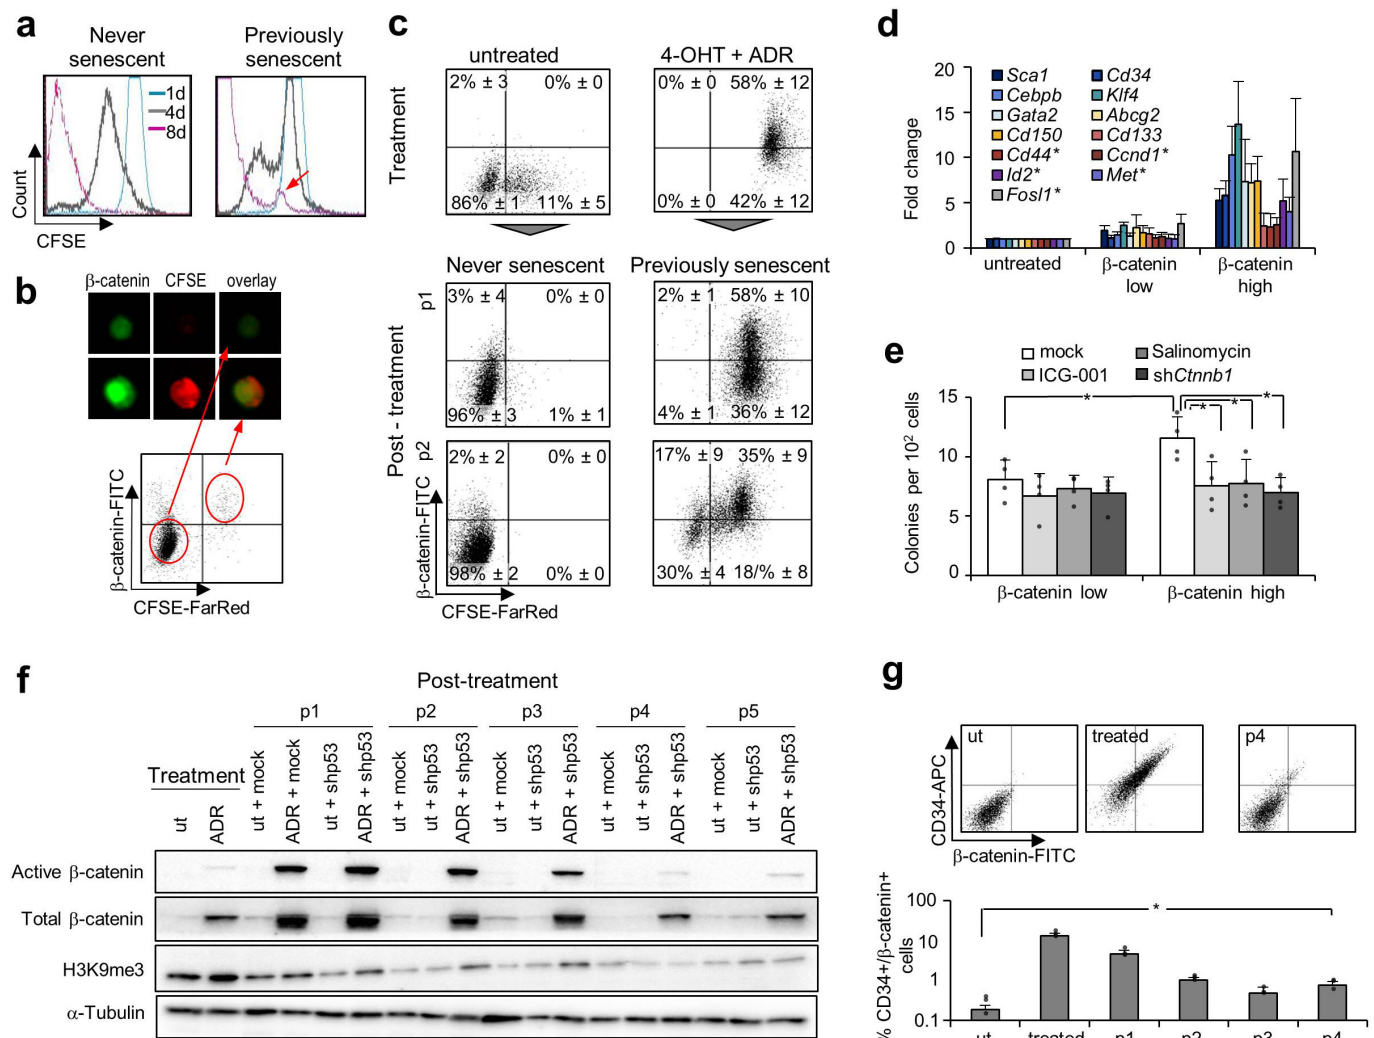 a
Never
senescent
Previously
senescent
1d
4d
8d
Count
CFSE
b
β-catenin CFSE overlay
β-catenin-FITC
CFSE-FarRed
c
untreated
4-OHT + ADR
Treatment
2% ± 3 0% ± 0
86% ± 1 11% ± 5
0% ± 0 58% ± 12
0% ± 0 42% ± 12
Never senescent
Previously senescent
Post - treatment
p1
3% ± 4 0% ± 0
96% ± 3 1% ± 1
2% ± 1 58% ± 10
4% ± 1 36% ± 12
p2
2% ± 2 0% ± 0
98% ± 2 0% ± 0
17% ± 9 35% ± 9
30% ± 4 18/% ± 8
β-catenin-FITC
CFSE-FarRed
d
Fold change
20
15
10
5
0
Sca1 Cd34
Cebpb Klf4
Gata2 Abcg2
Cd150 Cd133
Cd44* Ccnd1*
Id2* Met*
Fosl1*
untreated
β-catenin
low
β-catenin
high
e
mock Salinomycin
ICG-001 shCtnnb1
Colonies per 10² cells
15
10
5
0
* * * *
β-catenin low
β-catenin high
f
Post-treatment
p1 p2 p3 p4 p5
Treatment
ut
ADR
ut + mock
ADR + mock
ut + shp53
ADR + shp53
ut + mock
ut + shp53
ADR + shp53
ut + mock
ut + shp53
ADR + shp53
ut + mock
ut + shp53
ADR + shp53
ut + mock
ut + shp53
ADR + shp53
Active β-catenin
Total β-catenin
H3K9me3
α-Tubulin
g
ut
treated
p4
CD34-APC
β-catenin-FITC
% CD34+/β-catenin+
cells
100
10
1
0.1
*
ut treated p1 p2 p3 p4